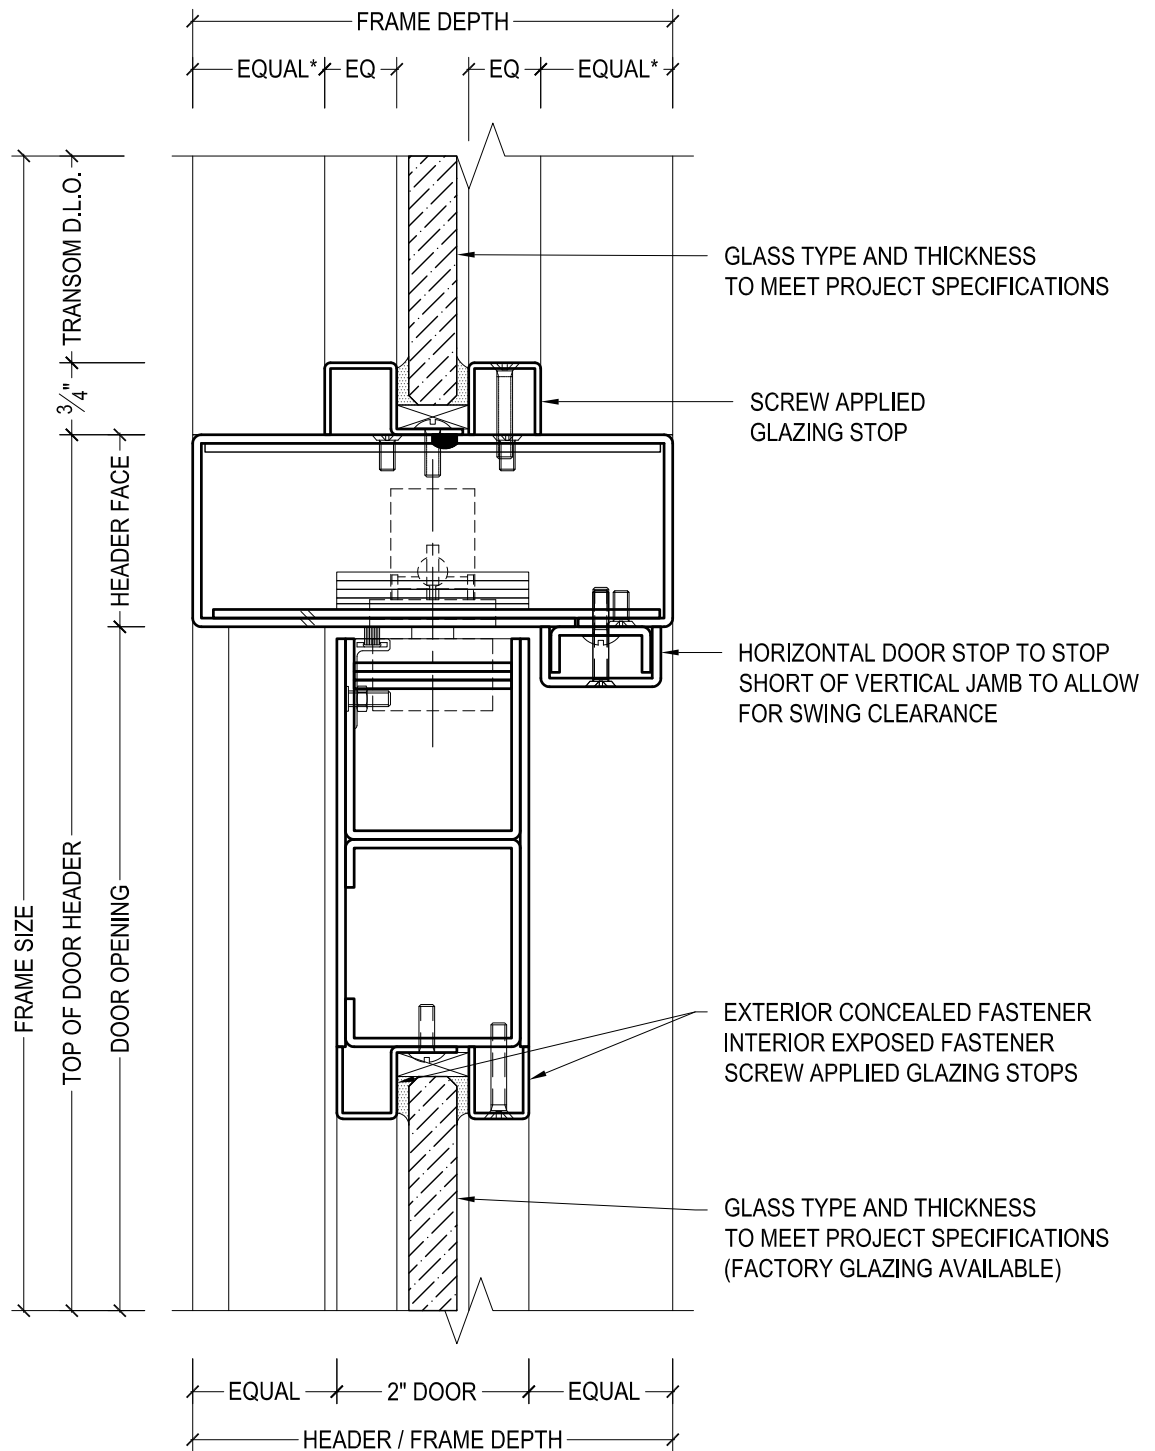 FRAME DEPTH
EQUAL* EQ EQ EQUAL*
TRANSOM D.L.O.
3/4"
HEADER FACE
FRAME SIZE
TOP OF DOOR HEADER
DOOR OPENING
GLASS TYPE AND THICKNESS
TO MEET PROJECT SPECIFICATIONS
SCREW APPLIED
GLAZING STOP
HORIZONTAL DOOR STOP TO STOP
SHORT OF VERTICAL JAMB TO ALLOW
FOR SWING CLEARANCE
EXTERIOR CONCEALED FASTENER
INTERIOR EXPOSED FASTENER
SCREW APPLIED GLAZING STOPS
GLASS TYPE AND THICKNESS
TO MEET PROJECT SPECIFICATIONS
(FACTORY GLAZING AVAILABLE)
EQUAL 2" DOOR EQUAL
HEADER / FRAME DEPTH